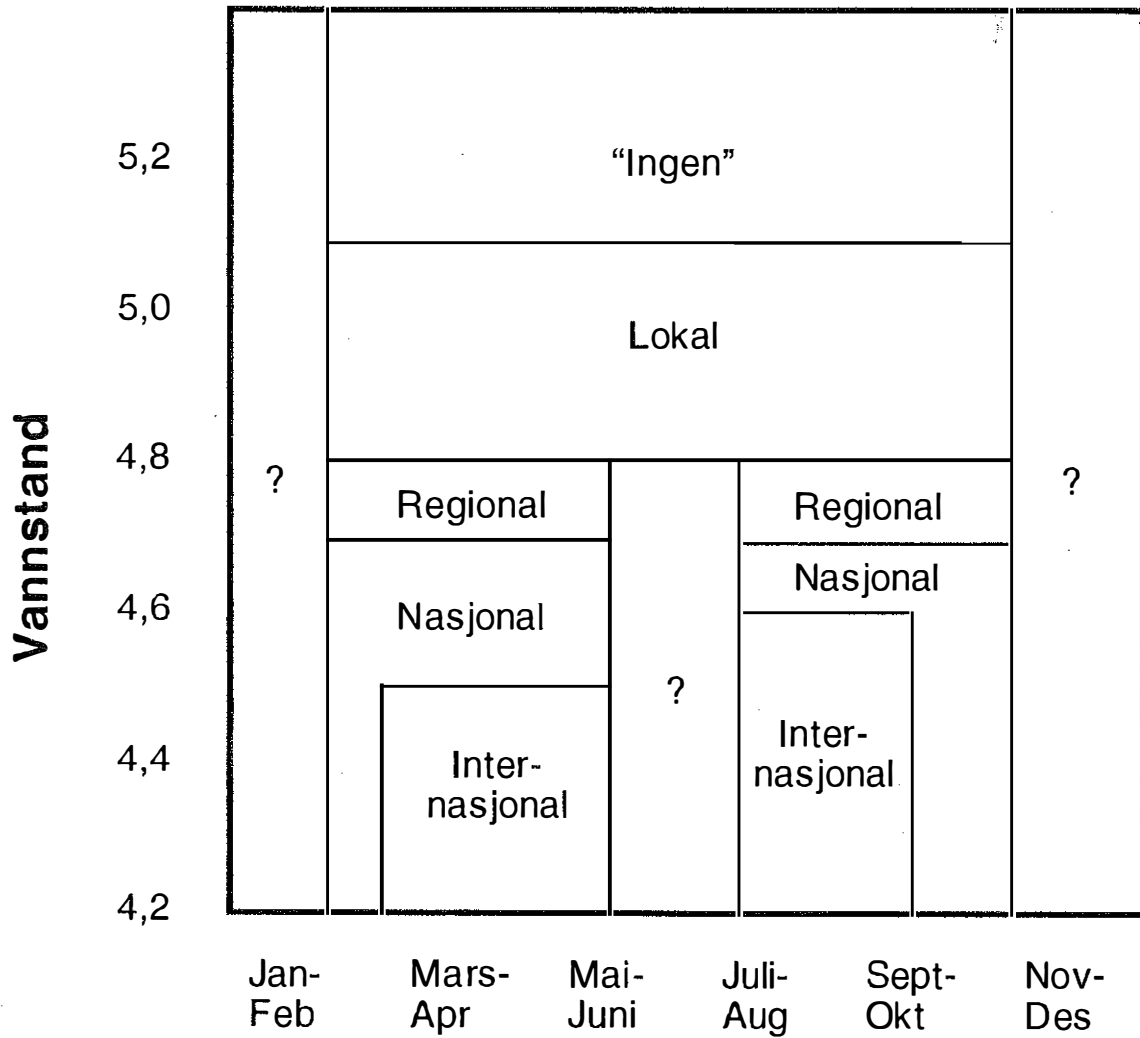 5,2
“Ingen”
5,0
Lokal
Vannstand
4,8
?
?
Regional
Regional
Nasjonal
4,6
Nasjonal
?
4,4
Inter-
nasjonal
Inter-
nasjonal
4,2
Jan-
Feb
Mars-
Apr
Mai-
Juni
Juli-
Aug
Sept-
Okt
Nov-
Des